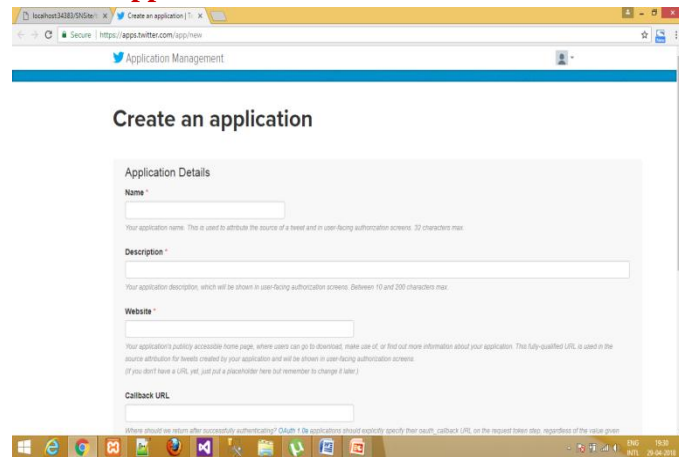 localhost:34383/SNSite/
Create an application | T
Secure | https://apps.twitter.com/app/new
Application Management
Create an application
Application Details
Name *
Your application name. This is used to attribute the source of a tweet and in user-facing authorization screens. 32 characters max.
Description *
Your application description, which will be shown in user-facing authorization screens. Between 10 and 200 characters max.
Website *
Your application's publicly accessible home page, where users can go to download, make use of, or find out more information about your application. This fully-qualified URL is used in the
source attribution for tweets created by your application and will be shown in user-facing authorization screens.
(If you don't have a URL yet, just put a placeholder here but remember to change it later.)
Callback URL
Where should we return after successfully authenticating? OAuth 1.0a applications should explicitly specify their oauth_callback URL on the request token step, regardless of the value given
ENG 19:30
INTL 29-04-2018